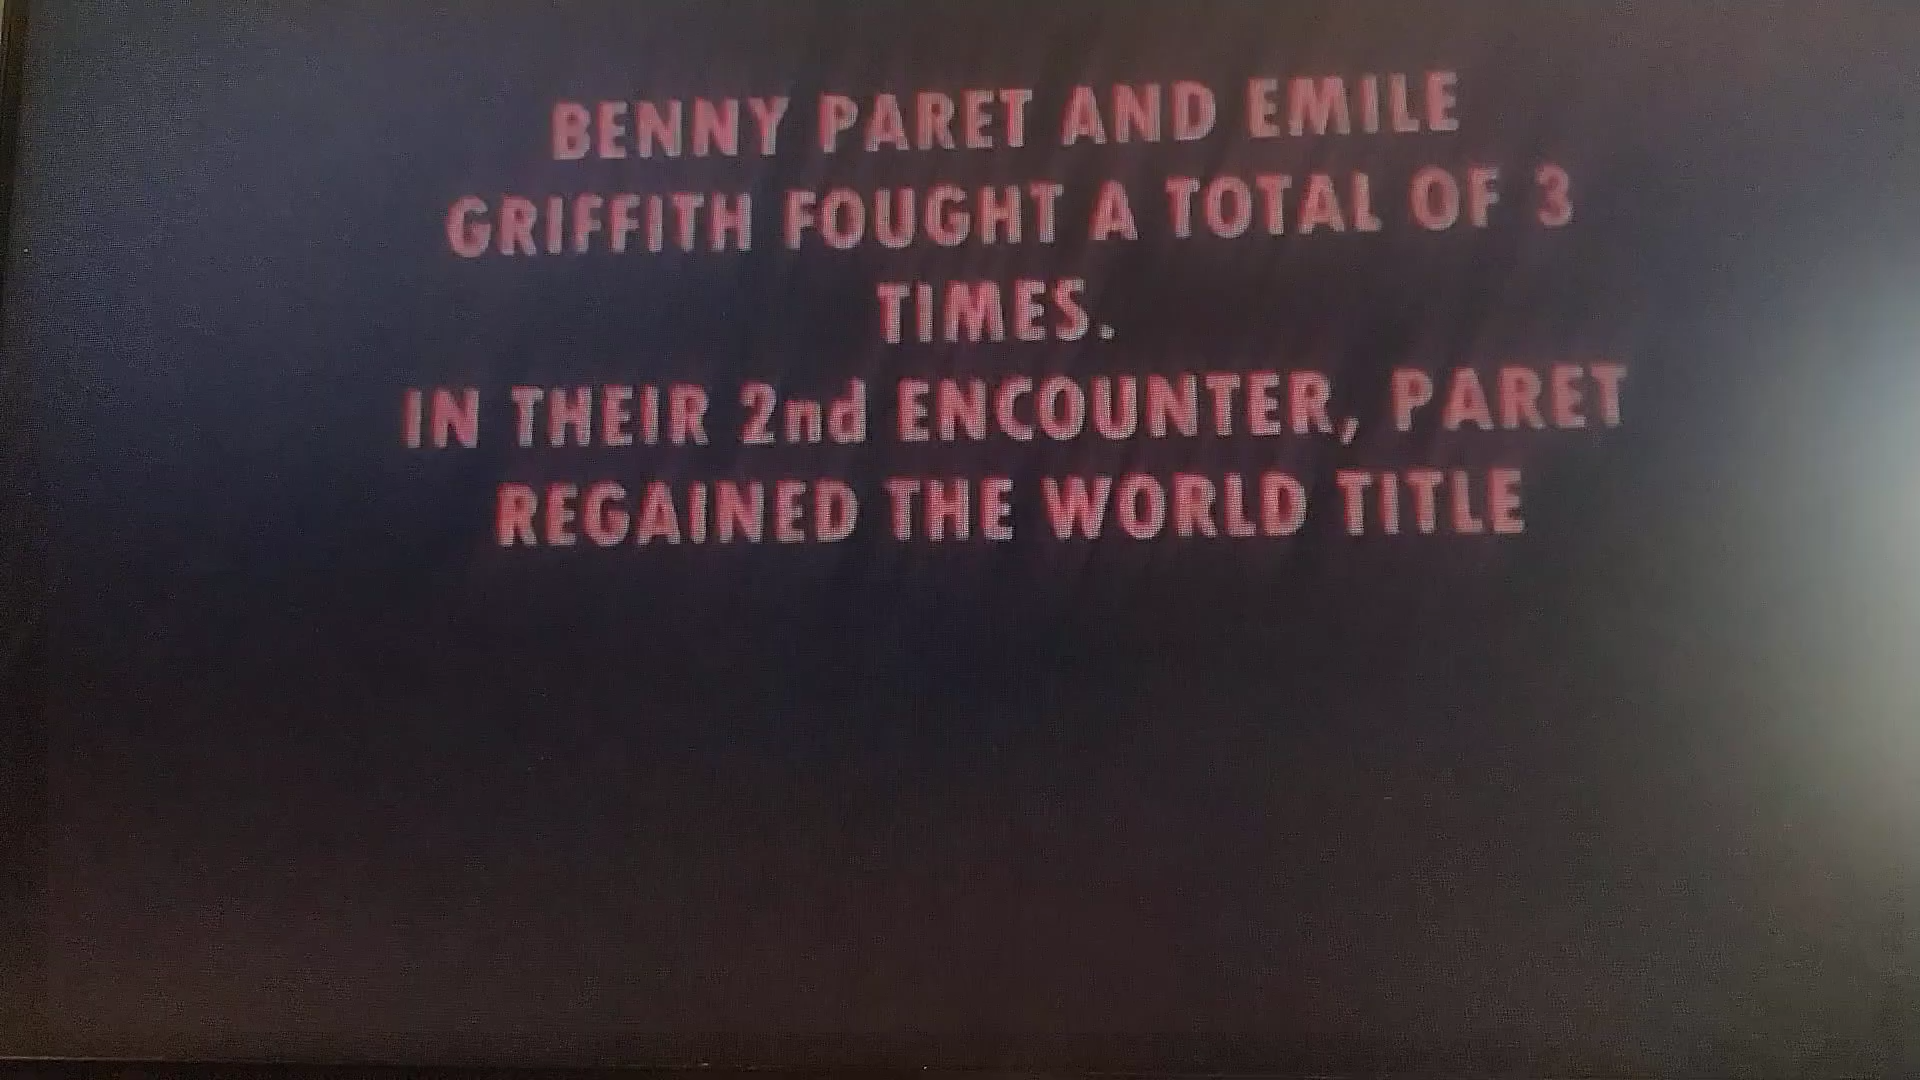 BENNY PARET AND EMILE
GRIFFITH FOUGHT A TOTAL OF 3
TIMES.
IN THEIR 2nd ENCOUNTER, PARET
REGAINED THE WORLD TITLE